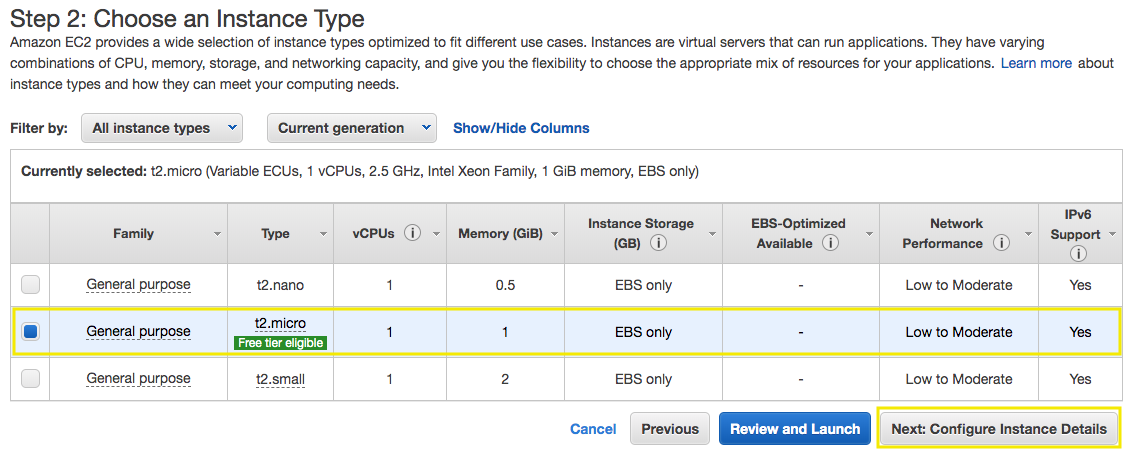 Step 2: Choose an Instance Type
Amazon EC2 provides a wide selection of instance types optimized to fit different use cases. Instances are virtual servers that can run applications. They have varying
combinations of CPU, memory, storage, and networking capacity, and give you the flexibility to choose the appropriate mix of resources for your applications. Learn more about
instance types and how they can meet your computing needs.
Filter by: All instance types Current generation Show/Hide Columns
Currently selected: t2.micro (Variable ECUs, 1 vCPUs, 2.5 GHz, Intel Xeon Family, 1 GiB memory, EBS only)
Family Type vCPUs i Memory (GiB) Instance Storage (GB) i EBS-Optimized Available i Network Performance i IPv6 Support i
General purpose t2.nano 1 0.5 EBS only - Low to Moderate Yes
General purpose t2.micro Free tier eligible 1 1 EBS only - Low to Moderate Yes
General purpose t2.small 1 2 EBS only - Low to Moderate Yes
Cancel Previous Review and Launch Next: Configure Instance Details